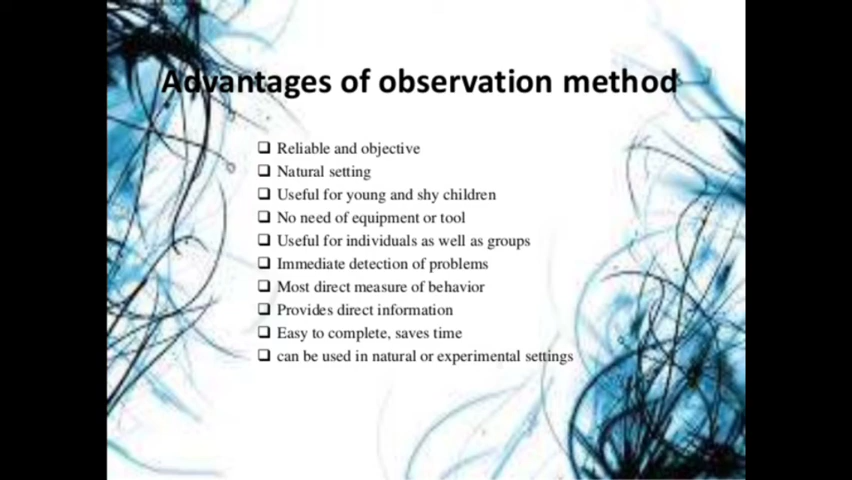 Advantages of observation method
❑ Reliable and objective
❑ Natural setting
❑ Useful for young and shy children
❑ No need of equipment or tool
❑ Useful for individuals as well as groups
❑ Immediate detection of problems
❑ Most direct measure of behavior
❑ Provides direct information
❑ Easy to complete, saves time
❑ can be used in natural or experimental settings